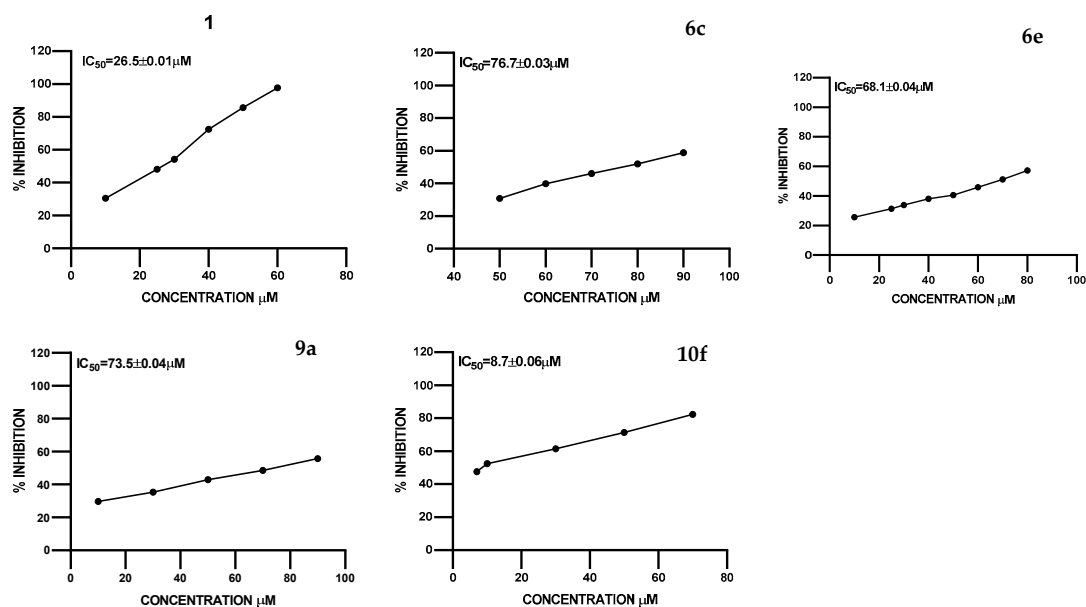 1
IC50=26.5±0.01μM
% INHIBITION
120
100
80
60
40
20
0
0 20 40 60 80
CONCENTRATION μM
6c
IC50=76.7±0.03μM
% INHIBITION
120
100
80
60
40
20
0
40 50 60 70 80 90 100
CONCENTRATION μM
6e
IC50=68.1±0.04μM
% INHIBITION
120
100
80
60
40
20
0
0 20 40 60 80 100
CONCENTRATION μM
9a
IC50=73.5±0.04μM
% INHIBITION
120
100
80
60
40
20
0
0 20 40 60 80 100
CONCENTRATION μM
10f
IC50=8.7±0.06μM
% INHIBITION
120
100
80
60
40
20
0
0 20 40 60 80
CONCENTRATION μM